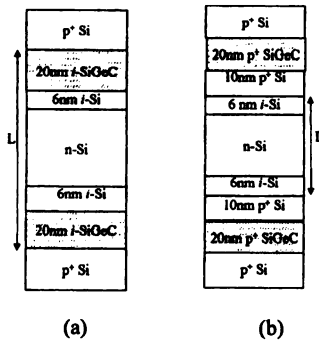 p⁺ Si
20nm i-SiGeC
6nm i-Si
n-Si
6nm i-Si
20nm i-SiGeC
p⁺ Si
L
(a)
p⁺ Si
20nm p⁺ SiGeC
10nm p⁺ Si
6 nm i-Si
n-Si
6nm i-Si
10nm p⁺ Si
20nm p⁺ SiGeC
p⁺ Si
(b)